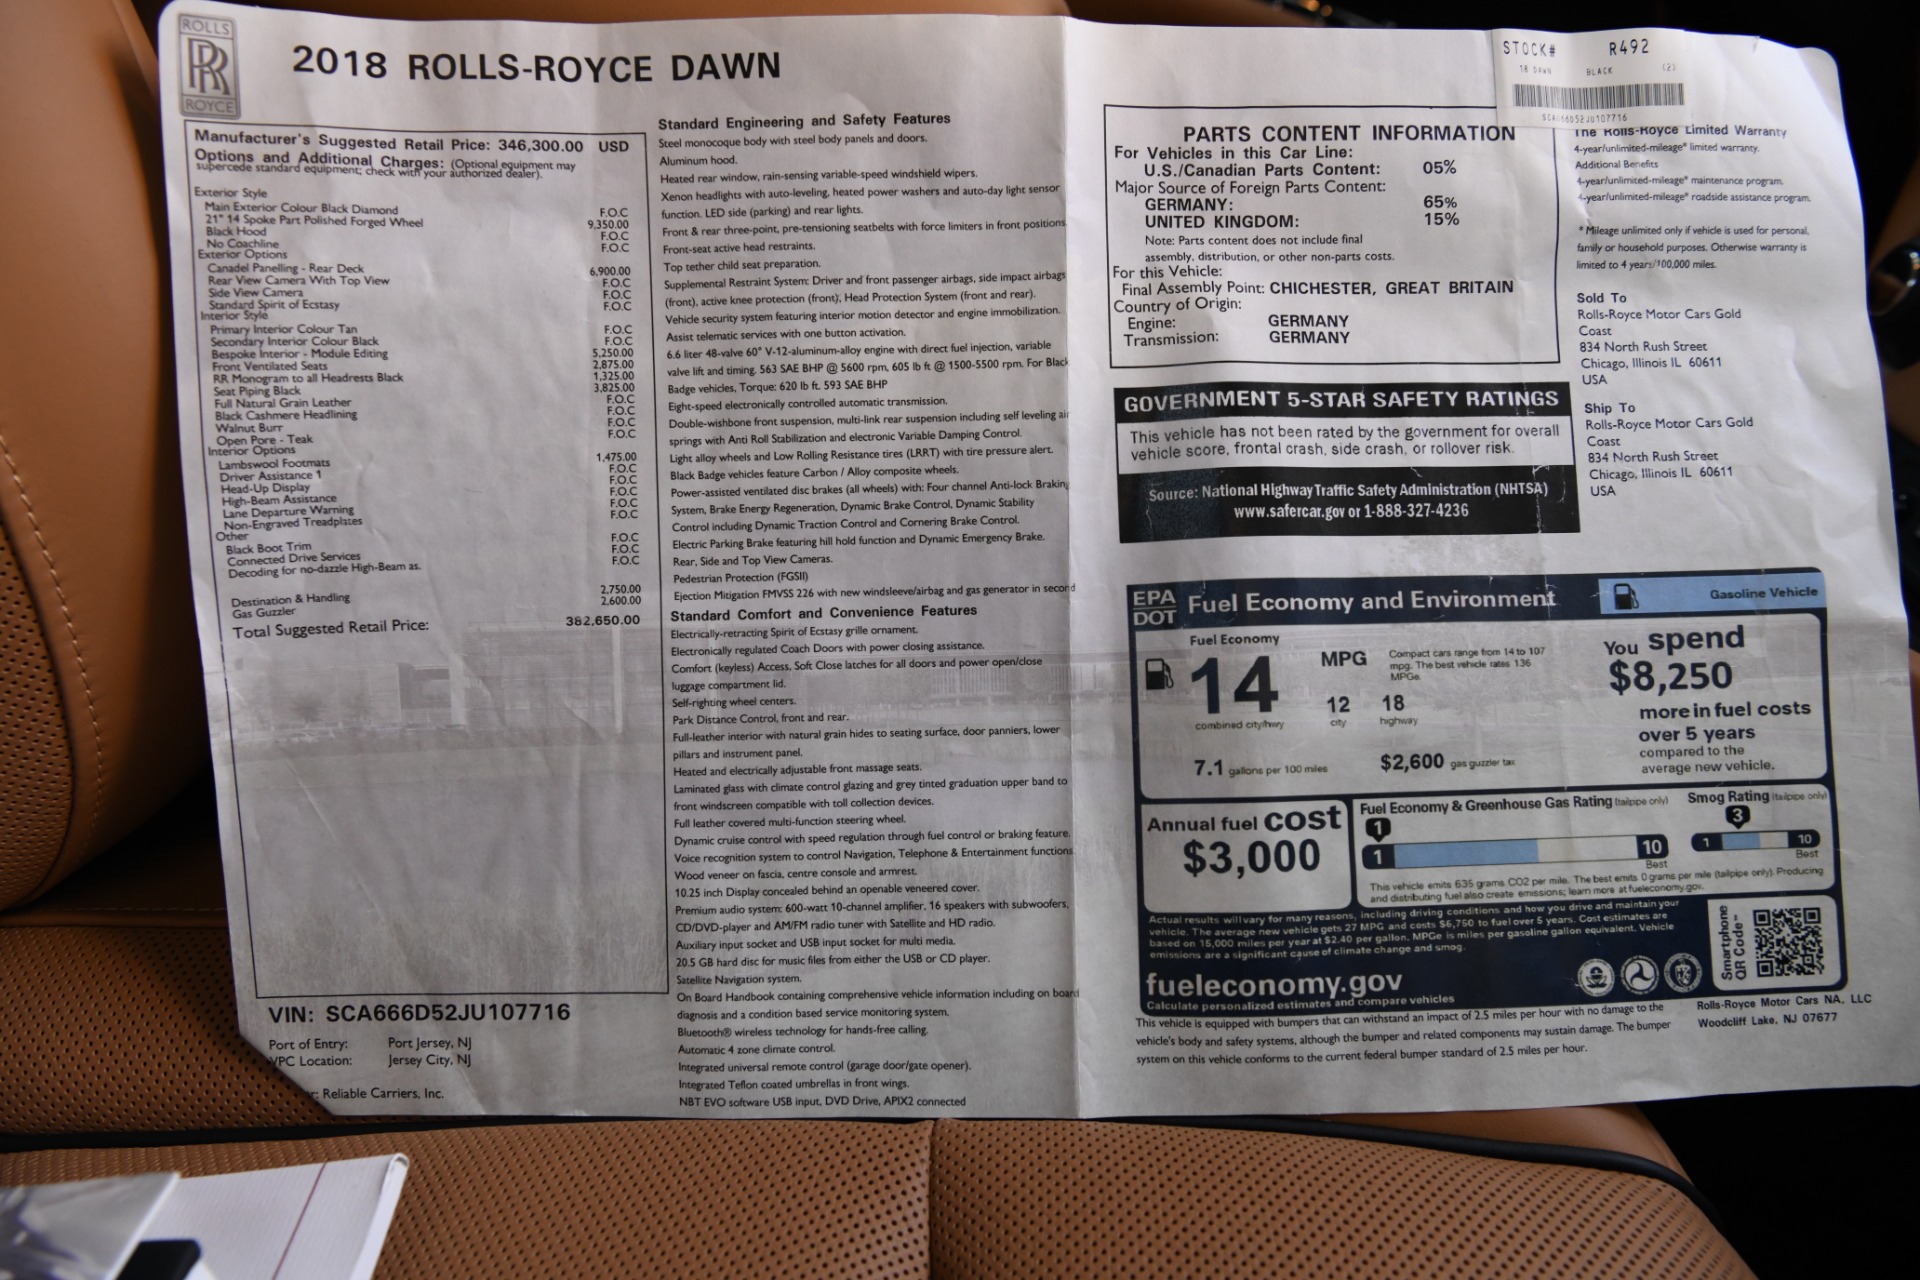 ROLLS
RR
ROYCE
2018 ROLLS-ROYCE DAWN
Manufacturer's Suggested Retail Price: 346,300.00 USD
Options and Additional Charges: (Optional equipment may
supercede standard equipment; check with your authorized dealer).
Exterior Style
Main Exterior Colour Black Diamond F.O.C
21" 14 Spoke Part Polished Forged Wheel 9,350.00
Black Hood F.O.C
No Coachline F.O.C
Exterior Options
Canadel Panelling - Rear Deck 6,900.00
Rear View Camera With Top View F.O.C
Side View Camera F.O.C
Standard Spirit of Ecstasy F.O.C
Interior Style
Primary Interior Colour Tan F.O.C
Secondary Interior Colour Black F.O.C
Bespoke Interior - Module Editing 5,250.00
Front Ventilated Seats 2,875.00
RR Monogram to all Headrests Black 1,325.00
Seat Piping Black 3,825.00
Full Natural Grain Leather F.O.C
Black Cashmere Headlining F.O.C
Walnut Burr F.O.C
Open Pore - Teak F.O.C
Interior Options
Lambswool Footmats 1,475.00
Driver Assistance 1 F.O.C
Head-Up Display F.O.C
High-Beam Assistance F.O.C
Lane Departure Warning F.O.C
Non-Engraved Treadplates F.O.C
Other
Black Boot Trim F.O.C
Connected Drive Services F.O.C
Decoding for no-dazzle High-Beam as. F.O.C
Destination & Handling 2,750.00
Gas Guzzler 2,600.00
Total Suggested Retail Price: 382,650.00
VIN: SCA666D52JU107716
Port of Entry: Port Jersey, NJ
VPC Location: Jersey City, NJ
r: Reliable Carriers, Inc.
Standard Engineering and Safety Features
Steel monocoque body with steel body panels and doors.
Aluminum hood.
Heated rear window, rain-sensing variable-speed windshield wipers.
Xenon headlights with auto-leveling, heated power washers and auto-day light sensor
function. LED side (parking) and rear lights.
Front & rear three-point, pre-tensioning seatbelts with force limiters in front positions
Front-seat active head restraints.
Top tether child seat preparation.
Supplemental Restraint System: Driver and front passenger airbags, side impact airbags
(front), active knee protection (front), Head Protection System (front and rear).
Vehicle security system featuring interior motion detector and engine immobilization.
Assist telematic services with one button activation.
6.6 liter 48-valve 60° V-12-aluminum-alloy engine with direct fuel injection, variable
valve lift and timing. 563 SAE BHP @ 5600 rpm, 605 lb ft @ 1500-5500 rpm. For Black
Badge vehicles, Torque: 620 lb ft. 593 SAE BHP
Eight-speed electronically controlled automatic transmission.
Double-wishbone front suspension, multi-link rear suspension including self leveling air
springs with Anti Roll Stabilization and electronic Variable Damping Control.
Light alloy wheels and Low Rolling Resistance tires (LRRT) with tire pressure alert.
Black Badge vehicles feature Carbon / Alloy composite wheels.
Power-assisted ventilated disc brakes (all wheels) with: Four channel Anti-lock Braking
System, Brake Energy Regeneration, Dynamic Brake Control, Dynamic Stability
Control including Dynamic Traction Control and Cornering Brake Control.
Electric Parking Brake featuring hill hold function and Dynamic Emergency Brake.
Rear, Side and Top View Cameras.
Pedestrian Protection (FGSII)
Ejection Mitigation FMVSS 226 with new windsleeve/airbag and gas generator in second
Standard Comfort and Convenience Features
Electrically-retracting Spirit of Ecstasy grille ornament.
Electronically regulated Coach Doors with power closing assistance.
Comfort (keyless) Access, Soft Close latches for all doors and power open/close
luggage compartment lid.
Self-righting wheel centers.
Park Distance Control, front and rear.
Full-leather interior with natural grain hides to seating surface, door panniers, lower
pillars and instrument panel.
Heated and electrically adjustable front massage seats.
Laminated glass with climate control glazing and grey tinted graduation upper band to
front windscreen compatible with toll collection devices.
Full leather covered multi-function steering wheel.
Dynamic cruise control with speed regulation through fuel control or braking feature.
Voice recognition system to control Navigation, Telephone & Entertainment functions
Wood veneer on fascia, centre console and armrest.
10.25 inch Display concealed behind an openable veneered cover.
Premium audio system: 600-watt 10-channel amplifier, 16 speakers with subwoofers,
CD/DVD-player and AM/FM radio tuner with Satellite and HD radio.
Auxiliary input socket and USB input socket for multi media.
20.5 GB hard disc for music files from either the USB or CD player.
Satellite Navigation system.
On Board Handbook containing comprehensive vehicle information including on board
diagnosis and a condition based service monitoring system.
Bluetooth® wireless technology for hands-free calling.
Automatic 4 zone climate control.
Integrated universal remote control (garage door/gate opener).
Integrated Teflon coated umbrellas in front wings.
NBT EVO software USB input, DVD Drive, APIX2 connected
PARTS CONTENT INFORMATION
For Vehicles in this Car Line:
U.S./Canadian Parts Content: 05%
Major Source of Foreign Parts Content:
GERMANY: 65%
UNITED KINGDOM: 15%
Note: Parts content does not include final
assembly, distribution, or other non-parts costs.
For this Vehicle:
Final Assembly Point: CHICHESTER, GREAT BRITAIN
Country of Origin:
Engine: GERMANY
Transmission: GERMANY
GOVERNMENT 5-STAR SAFETY RATINGS
This vehicle has not been rated by the government for overall
vehicle score, frontal crash, side crash, or rollover risk.
Source: National Highway Traffic Safety Administration (NHTSA)
www.safercar.gov or 1-888-327-4236
STOCK# R492
18 DAWN BLACK (2)
SCA666D52JU107716
The Rolls-Royce Limited Warranty
4-year/unlimited-mileage* limited warranty.
Additional Benefits
4-year/unlimited-mileage* maintenance program.
4-year/unlimited-mileage* roadside assistance program.
* Mileage unlimited only if vehicle is used for personal,
family or household purposes. Otherwise warranty is
limited to 4 years/100,000 miles.
Sold To
Rolls-Royce Motor Cars Gold
Coast
834 North Rush Street
Chicago, Illinois IL 60611
USA
Ship To
Rolls-Royce Motor Cars Gold
Coast
834 North Rush Street
Chicago, Illinois IL 60611
USA
EPA
DOT
Fuel Economy and Environment
Gasoline Vehicle
Fuel Economy
14 MPG
combined city/hwy
12 city
18 highway
Compact cars range from 14 to 107
mpg. The best vehicle rates 136
MPGe.
7.1 gallons per 100 miles
$2,600 gas guzzler tax
You spend
$8,250
more in fuel costs
over 5 years
compared to the
average new vehicle.
Annual fuel cost
$3,000
Fuel Economy & Greenhouse Gas Rating (tailpipe only)
1
1 10
Best
Smog Rating (tailpipe only)
3
1 10
Best
This vehicle emits 635 grams CO2 per mile. The best emits 0 grams per mile (tailpipe only). Producing
and distributing fuel also create emissions; learn more at fueleconomy.gov.
Actual results will vary for many reasons, including driving conditions and how you drive and maintain your
vehicle. The average new vehicle gets 27 MPG and costs $6,750 to fuel over 5 years. Cost estimates are
based on 15,000 miles per year at $2.40 per gallon. MPGe is miles per gasoline gallon equivalent. Vehicle
emissions are a significant cause of climate change and smog.
fueleconomy.gov
Calculate personalized estimates and compare vehicles
Smartphone
QR Code™
This vehicle is equipped with bumpers that can withstand an impact of 2.5 miles per hour with no damage to the
vehicle's body and safety systems, although the bumper and related components may sustain damage. The bumper
system on this vehicle conforms to the current federal bumper standard of 2.5 miles per hour.
Rolls-Royce Motor Cars NA, LLC
Woodcliff Lake, NJ 07677